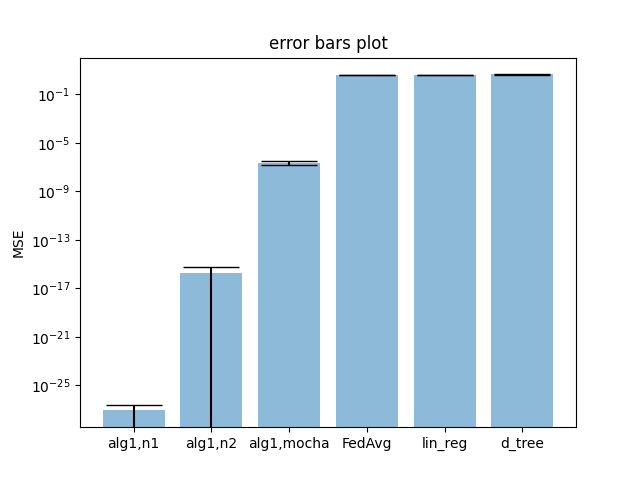 error bars plot
MSE
10⁻¹
10⁻⁵
10⁻⁹
10⁻¹³
10⁻¹⁷
10⁻²¹
10⁻²⁵
alg1,n1 alg1,n2 alg1,mocha FedAvg lin_reg d_tree